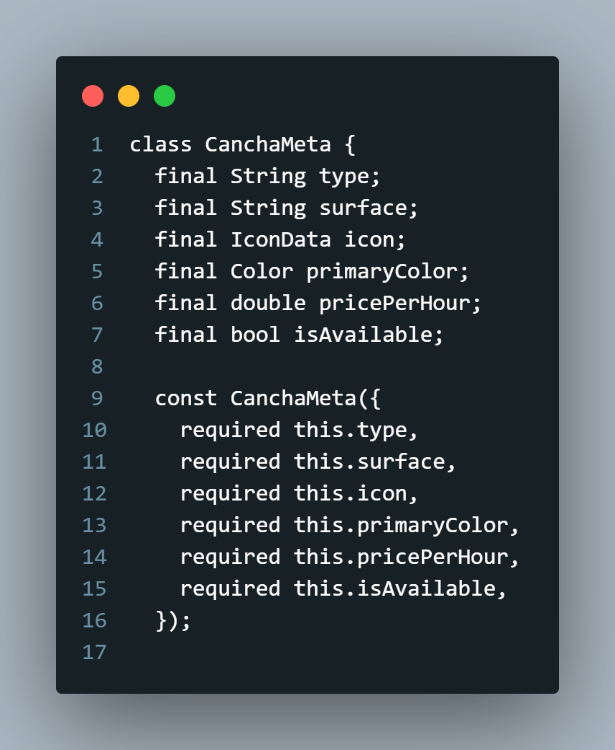 1 class CanchaMeta {
2   final String type;
3   final String surface;
4   final IconData icon;
5   final Color primaryColor;
6   final double pricePerHour;
7   final bool isAvailable;
8
9   const CanchaMeta({
10     required this.type,
11     required this.surface,
12     required this.icon,
13     required this.primaryColor,
14     required this.pricePerHour,
15     required this.isAvailable,
16   });
17